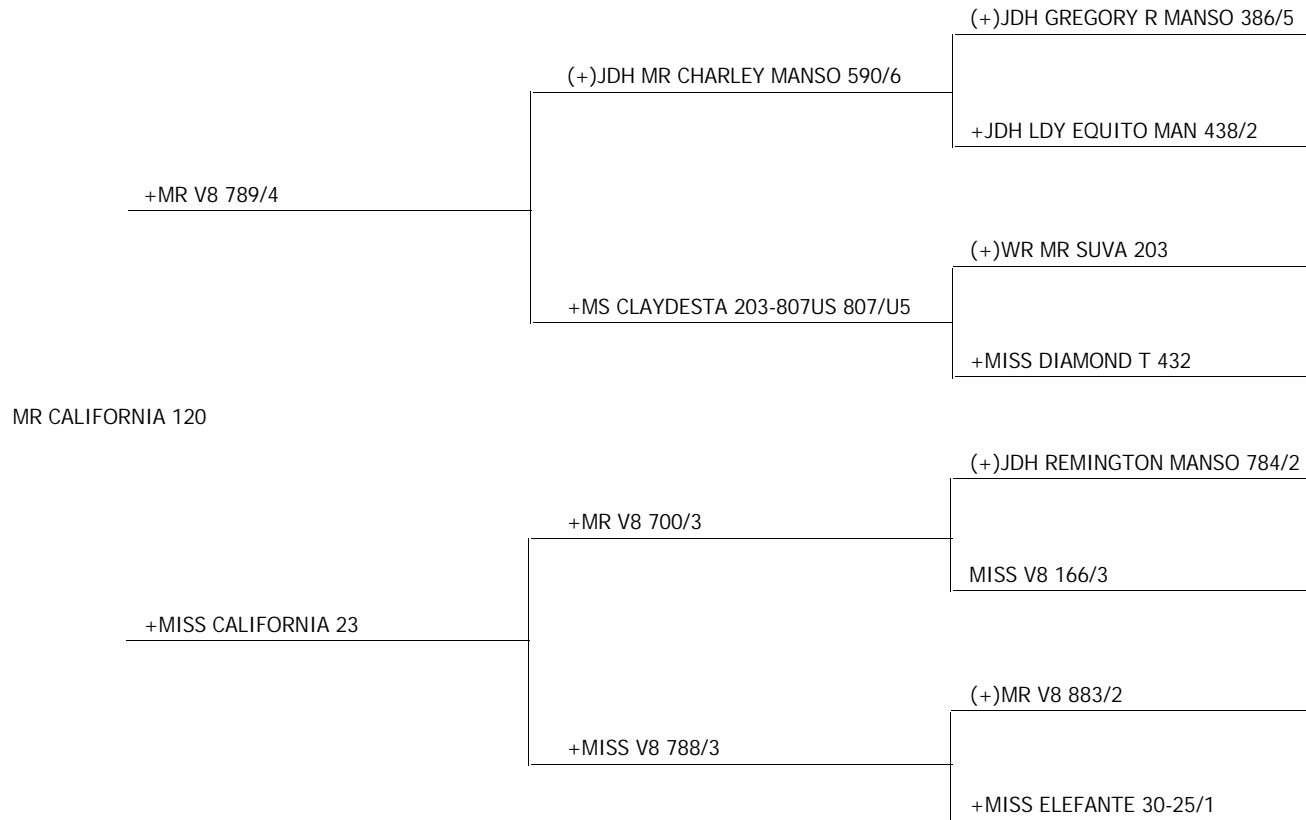 (+)JDH GREGORY R MANSO 386/5
(+)JDH MR CHARLEY MANSO 590/6
+JDH LDY EQUITO MAN 438/2
+MR V8 789/4
(+)WR MR SUVA 203
+MS CLAYDESTA 203-807US 807/U5
+MISS DIAMOND T 432
MR CALIFORNIA 120
(+)JDH REMINGTON MANSO 784/2
+MR V8 700/3
MISS V8 166/3
+MISS CALIFORNIA 23
(+)MR V8 883/2
+MISS V8 788/3
+MISS ELEFANTE 30-25/1